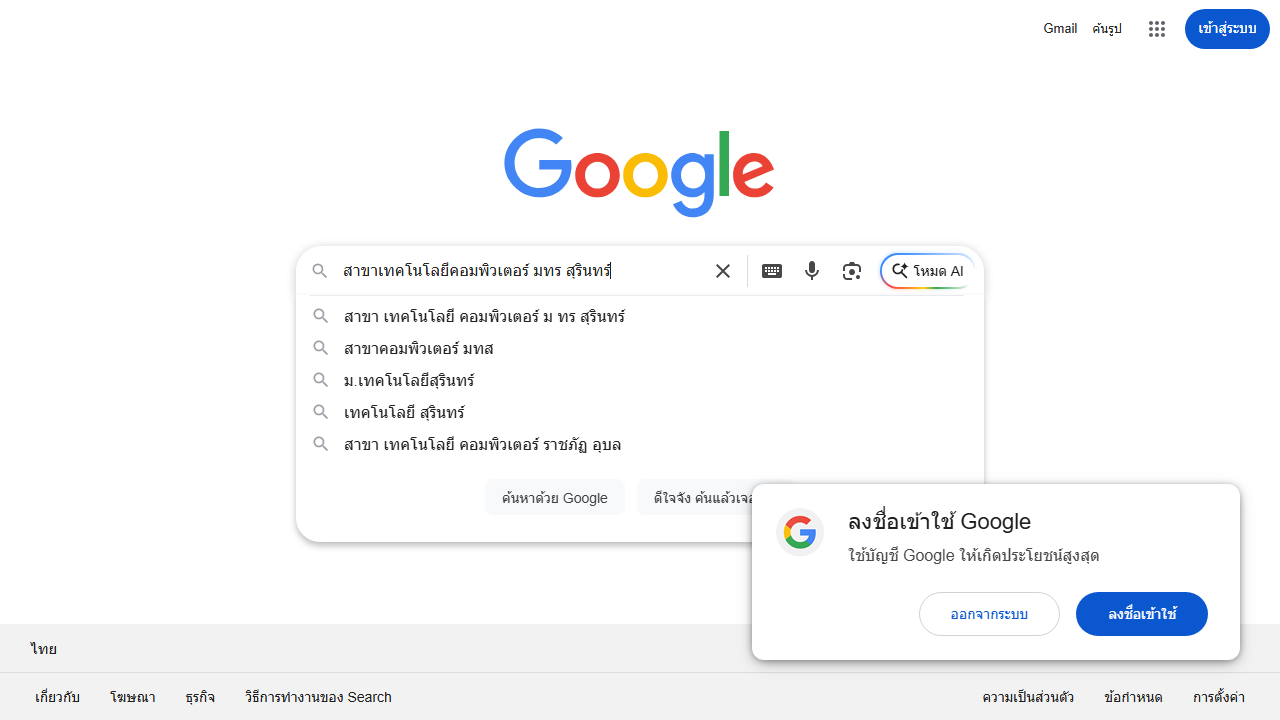 Gmail ค้นรูป เข้าสู่ระบบ
Google
สาขาเทคโนโลยีคอมพิวเตอร์ มทร สุรินทร์ โหมด AI
สาขา เทคโนโลยี คอมพิวเตอร์ ม ทร สุรินทร์
สาขาคอมพิวเตอร์ มทส
ม.เทคโนโลยีสุรินทร์
เทคโนโลยี สุรินทร์
สาขา เทคโนโลยี คอมพิวเตอร์ ราชภัฏ อุบล
ค้นหาด้วย Google ดีใจจัง ค้นแล้วเจอ
ลงชื่อเข้าใช้ Google
ใช้บัญชี Google ให้เกิดประโยชน์สูงสุด
ออกจากระบบ ลงชื่อเข้าใช้
ไทย
เกี่ยวกับ โฆษณา ธุรกิจ วิธีการทำงานของ Search ความเป็นส่วนตัว ข้อกำหนด การตั้งค่า